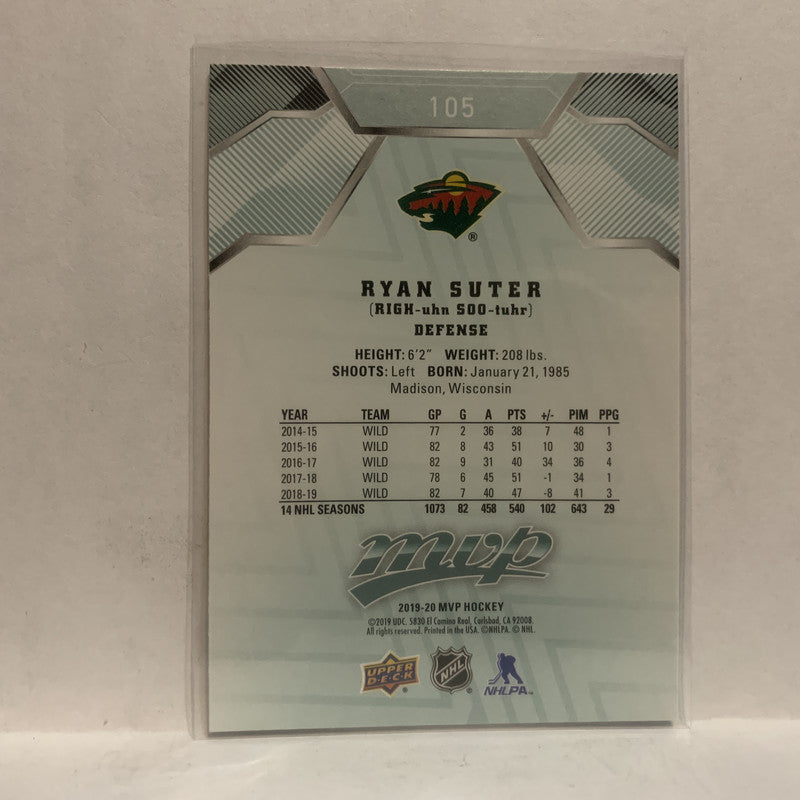 105
®
RYAN SUTER
(RIGH-uhn SOO-tuhr)
DEFENSE
HEIGHT: 6'2" WEIGHT: 208 lbs.
SHOOTS: Left BORN: January 21, 1985
Madison, Wisconsin
YEAR TEAM GP G A PTS +/- PIM PPG
2014-15 WILD 77 2 36 38 7 48 1
2015-16 WILD 82 8 43 51 10 30 3
2016-17 WILD 82 9 31 40 34 36 4
2017-18 WILD 78 6 45 51 -1 34 1
2018-19 WILD 82 7 40 47 -8 41 3
14 NHL SEASONS 1073 82 458 540 102 643 29
mvp
2019-20 MVP HOCKEY
©2019 UDC. 5830 El Camino Real, Carlsbad, CA 92008.
All rights reserved. Printed in the USA. ©NHLPA. © NHL.
UPPER DECK ® NHL NHLPA™